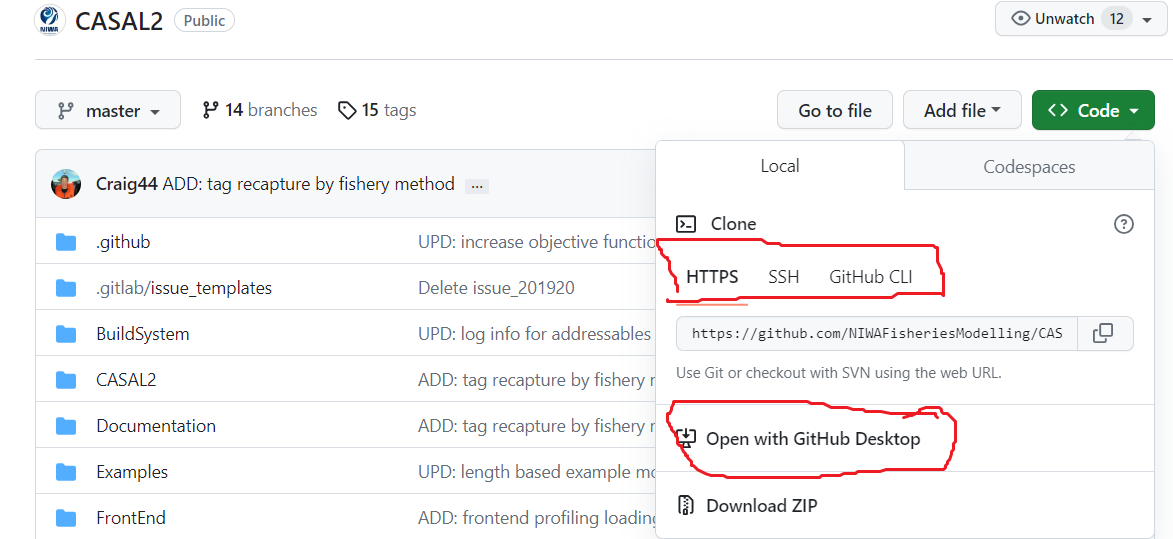 NIWA CASAL2 Public Unwatch 12
master 14 branches 15 tags Go to file Add file Code
Local Codespaces
Craig44 ADD: tag recapture by fishery method ...
Clone
.github UPD: increase objective functio
HTTPS SSH GitHub CLI
.gitlab/issue_templates Delete issue_201920
BuildSystem UPD: log info for addressables
https://github.com/NIWAFisheriesModelling/CAS
Use Git or checkout with SVN using the web URL.
CASAL2 ADD: tag recapture by fishery
Documentation ADD: tag recapture by fishery
Open with GitHub Desktop
Examples UPD: length based example mo
Download ZIP
FrontEnd ADD: frontend profiling loading